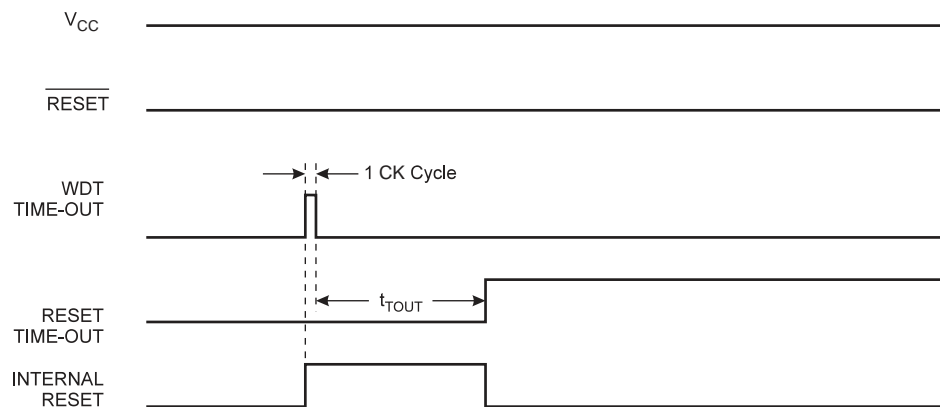 VCC
RESET
1 CK Cycle
WDT
TIME-OUT
tTOUT
RESET
TIME-OUT
INTERNAL
RESET